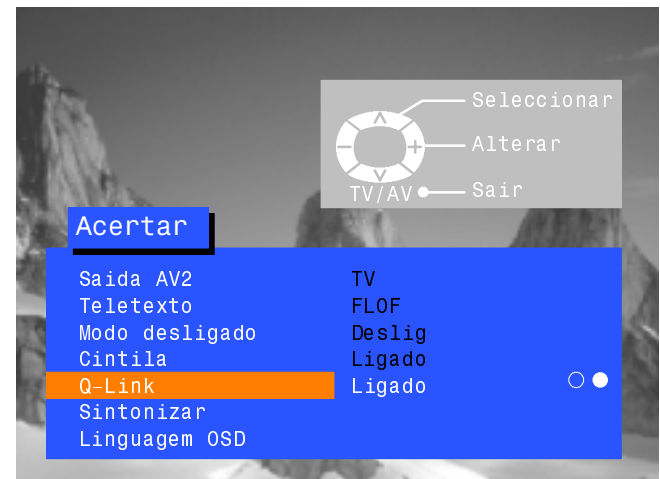 Seleccionar
Alterar
TV/AV Sair
Acertar
Saida AV2 TV
Teletexto FLOF
Modo desligado Deslig
Cintila Ligado
Q-Link Ligado
Sintonizar
Linguagem OSD